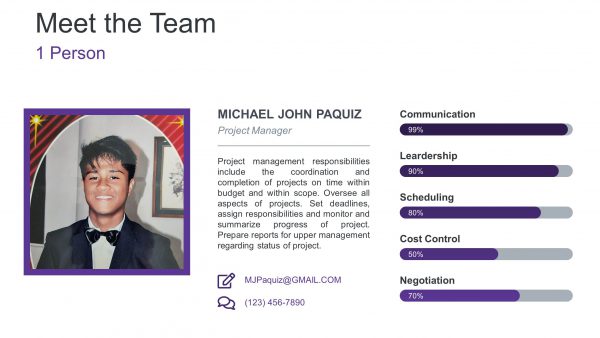 Meet the Team
1 Person
MICHAEL JOHN PAQUIZ
Project Manager
Project management responsibilities
include the coordination and
completion of projects on time within
budget and within scope. Oversee all
aspects of projects. Set deadlines,
assign responsibilities and monitor and
summarize progress of project.
Prepare reports for upper management
regarding status of project.
MJPaquiz@GMAIL.COM
(123) 456-7890
Communication
99%
Leardership
90%
Scheduling
80%
Cost Control
50%
Negotiation
70%